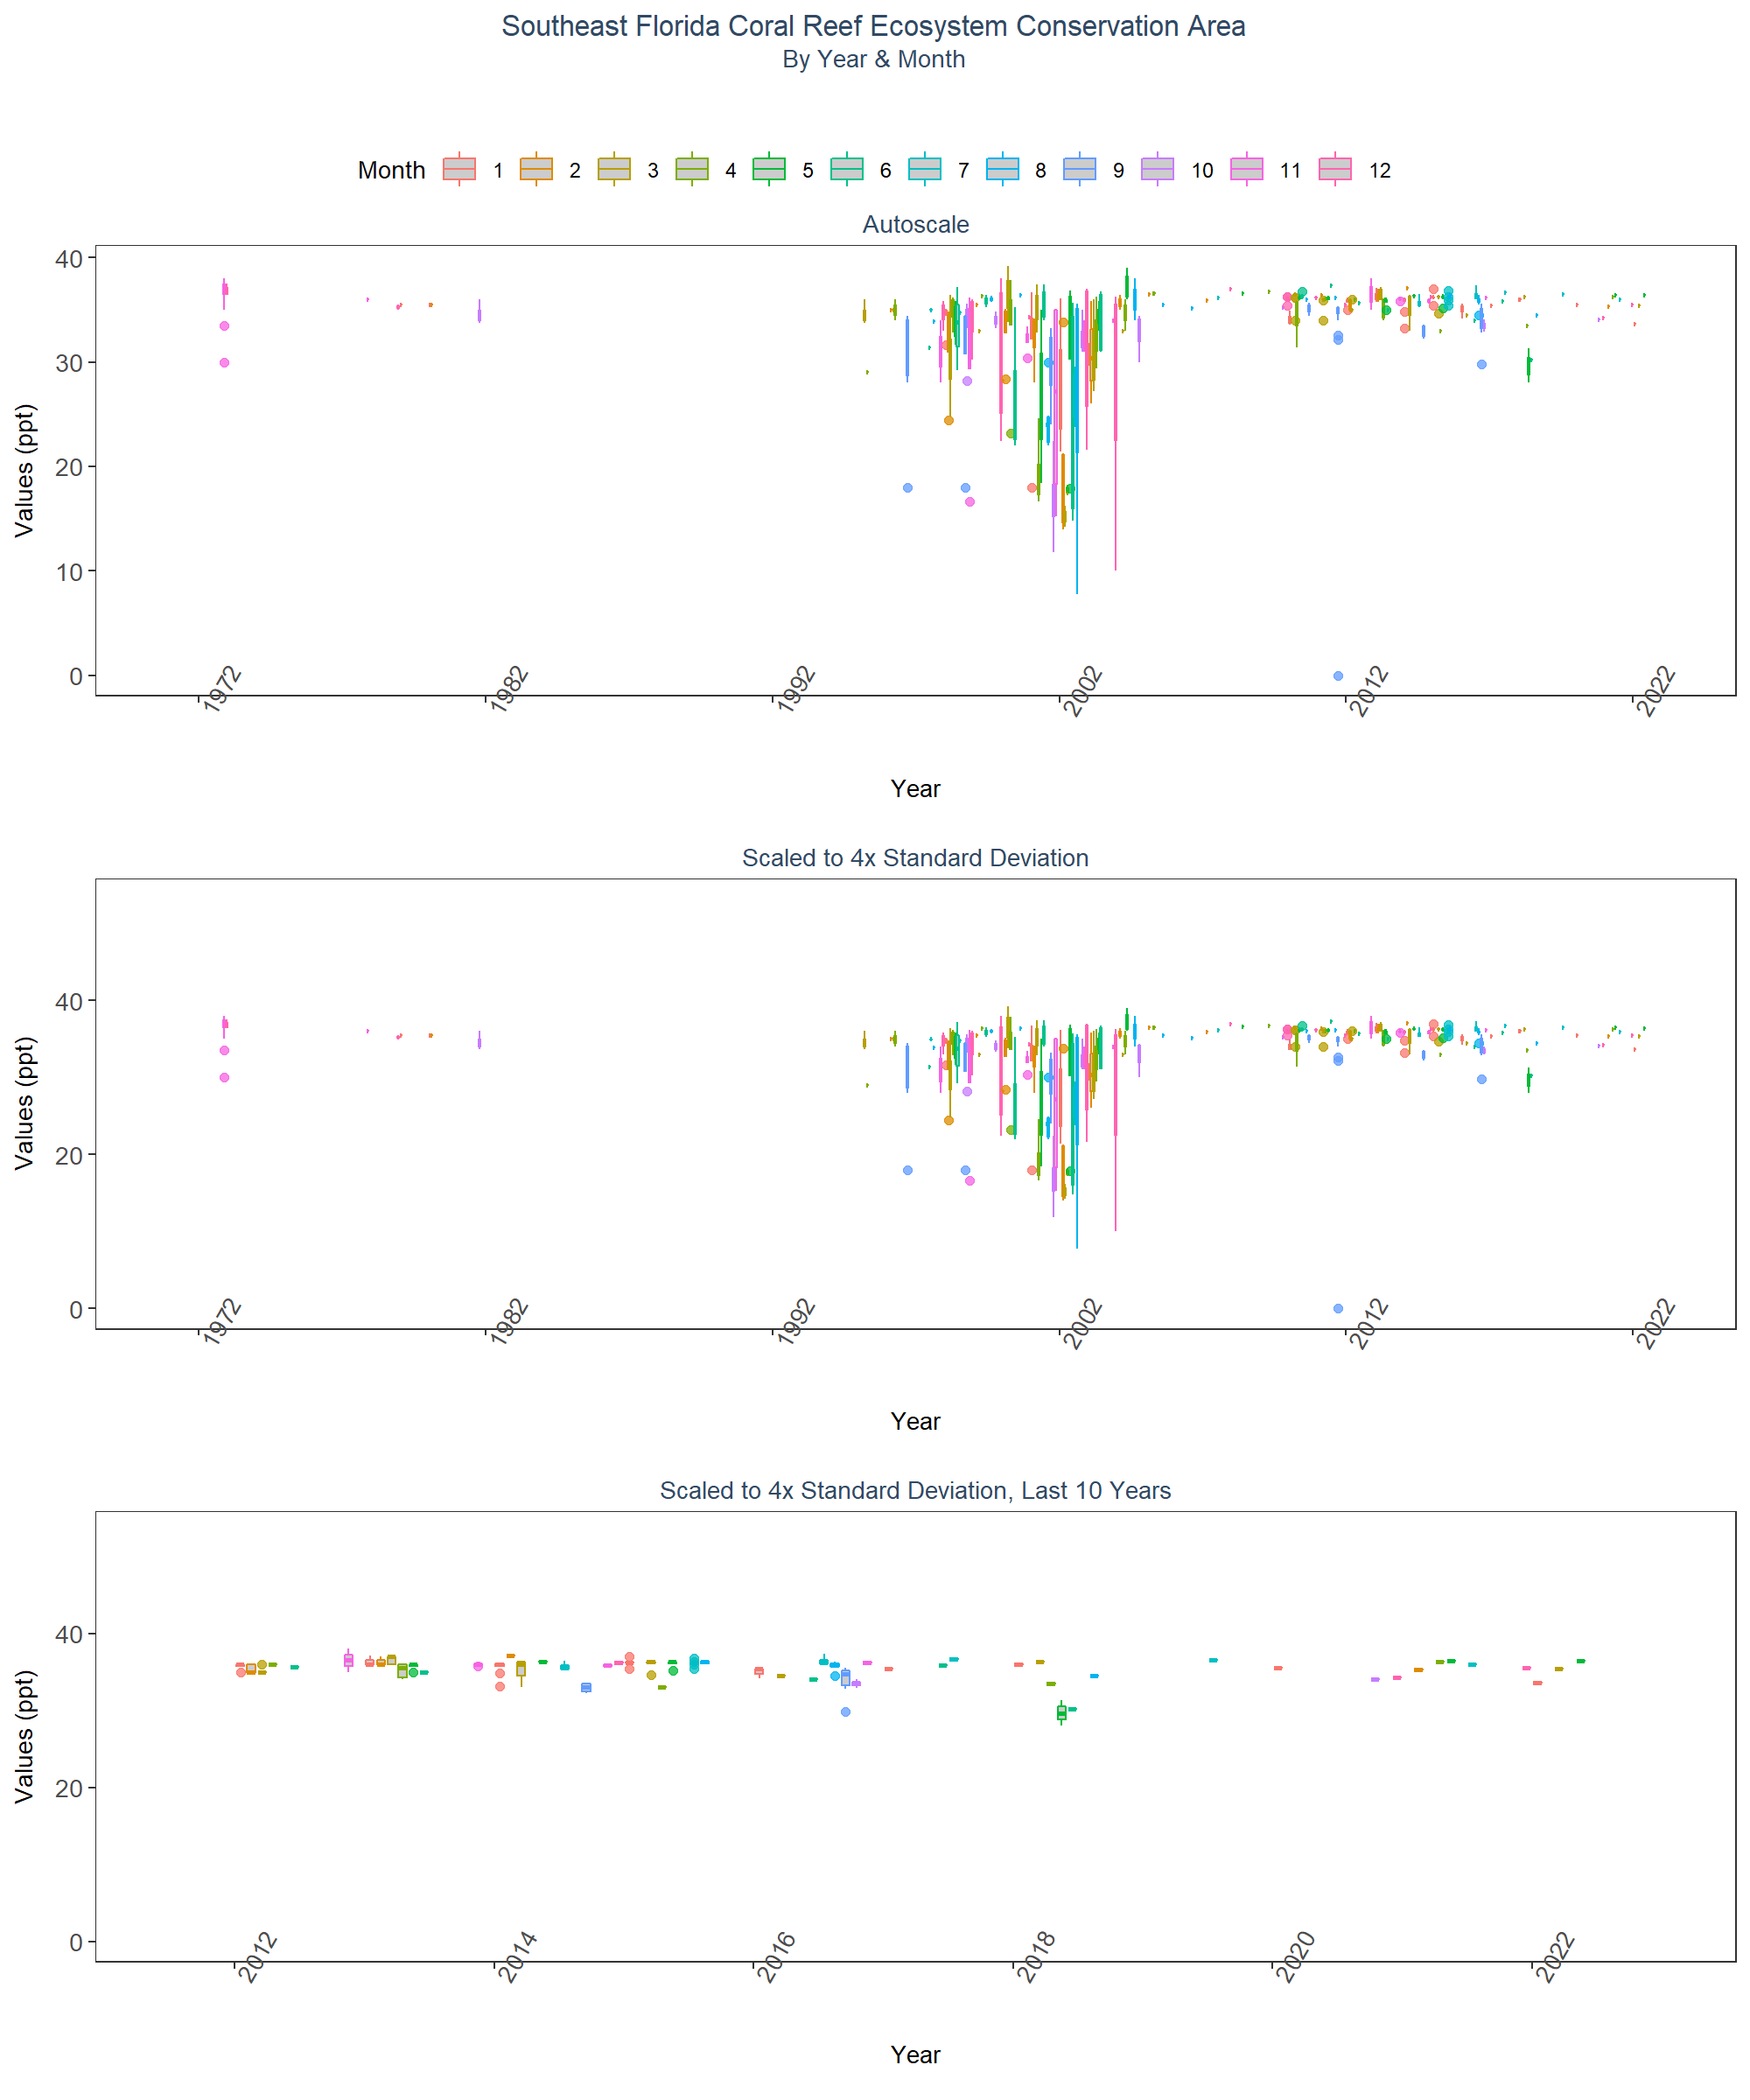 Southeast Florida Coral Reef Ecosystem Conservation Area
By Year & Month
Month 1 2 3 4 5 6 7 8 9 10 11 12
Autoscale
Values (ppt)
40
30
20
10
0
1972 1982 1992 2002 2012 2022
Year
Scaled to 4x Standard Deviation
Values (ppt)
40
20
0
1972 1982 1992 2002 2012 2022
Year
Scaled to 4x Standard Deviation, Last 10 Years
Values (ppt)
40
20
0
2012 2014 2016 2018 2020 2022
Year